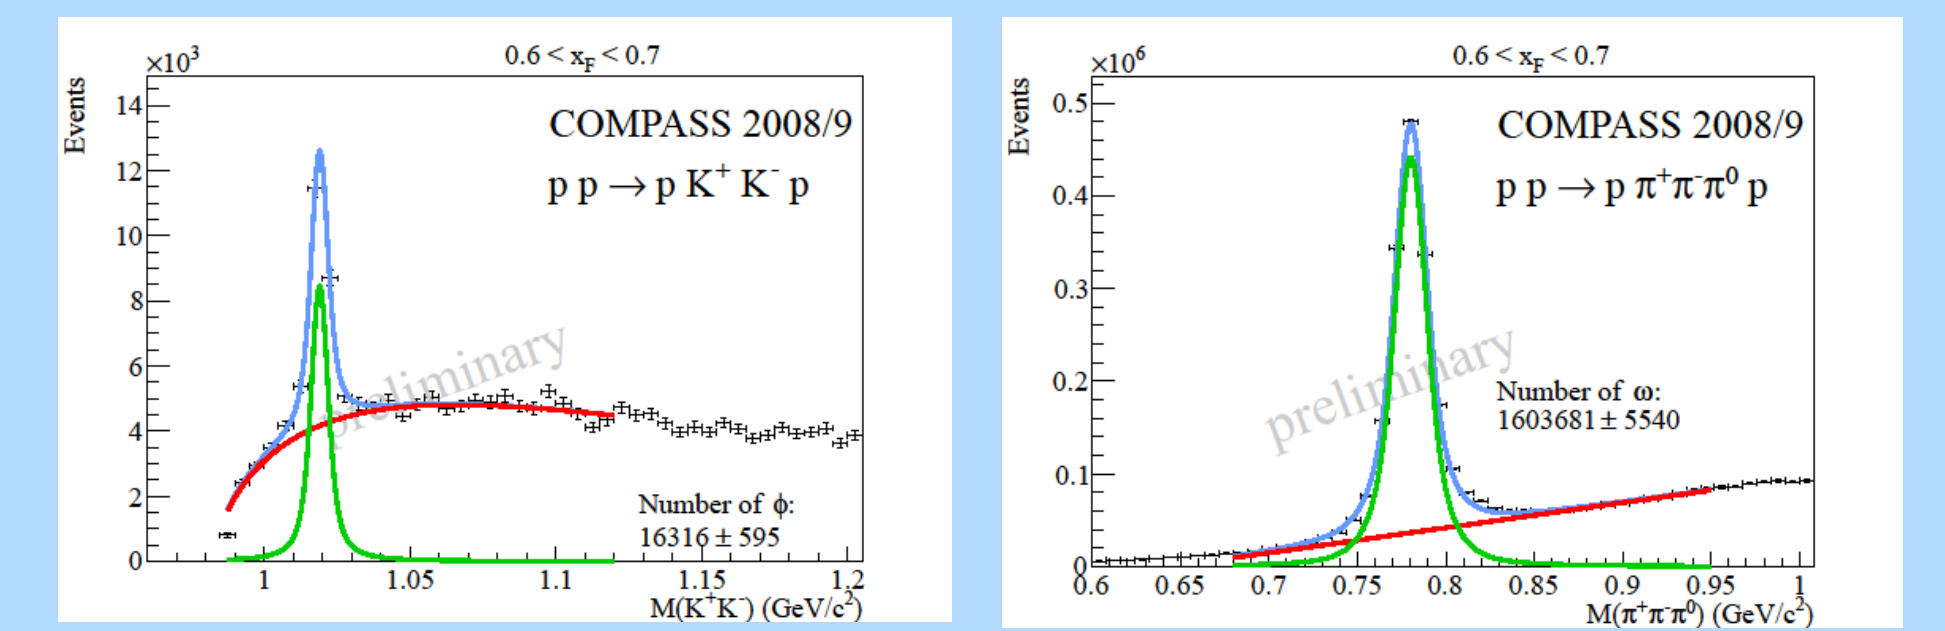 ×10³
0.6 < x_F < 0.7
Events
14
COMPASS 2008/9
12
p p → p K⁺ K⁻ p
10
8
preliminary
6
4
Number of ϕ:
2
16316 ± 595
0
1 1.05 1.1 1.15 1.2
M(K⁺K⁻) (GeV/c²)
×10⁶
0.6 < x_F < 0.7
Events
0.5
COMPASS 2008/9
0.4
p p → p π⁺π⁻π⁰ p
0.3
preliminary
0.2
Number of ω:
1603681 ± 5540
0.1
0
0.6 0.65 0.7 0.75 0.8 0.85 0.9 0.95 1
M(π⁺π⁻π⁰) (GeV/c²)